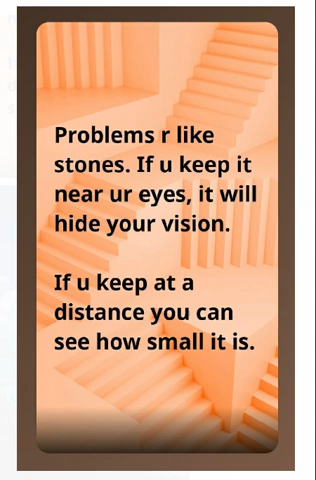 Problems r like
stones. If u keep it
near ur eyes, it will
hide your vision.
If u keep at a
distance you can
see how small it is.